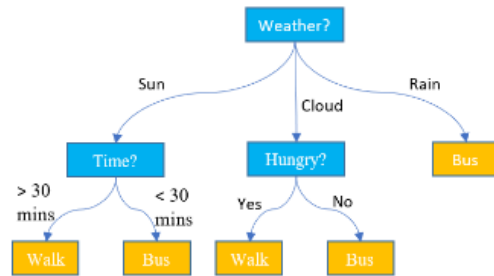 Weather?
Sun
Cloud
Rain
Time?
Hungry?
Bus
> 30
mins
< 30
mins
Yes
No
Walk
Bus
Walk
Bus